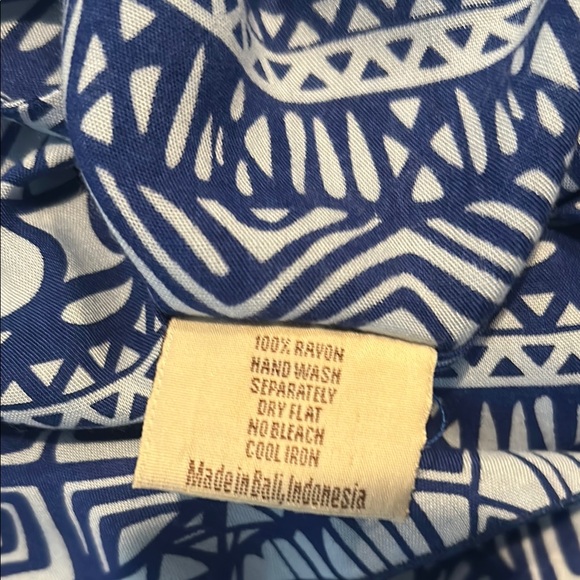 100% RAYON
HAND WASH
SEPARATELY
DRY FLAT
NO BLEACH
COOL IRON
Made in Bali, Indonesia